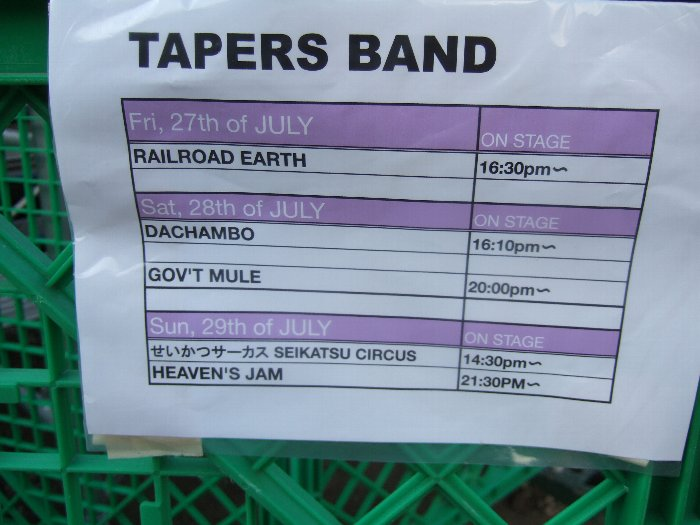 TAPERS BAND
Fri, 27th of JULY ON STAGE
RAILROAD EARTH 16:30pm〜
Sat, 28th of JULY ON STAGE
DACHAMBO 16:10pm〜
GOV'T MULE 20:00pm〜
Sun, 29th of JULY ON STAGE
せいかつサーカス SEIKATSU CIRCUS 14:30pm〜
HEAVEN'S JAM 21:30PM〜